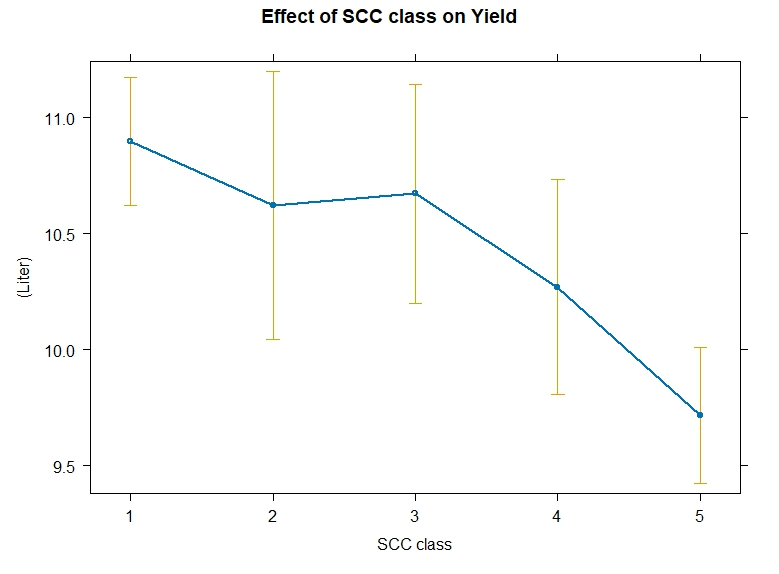 Effect of SCC class on Yield
11.0
10.5
10.0
9.5
(Liter)
1 2 3 4 5
SCC class